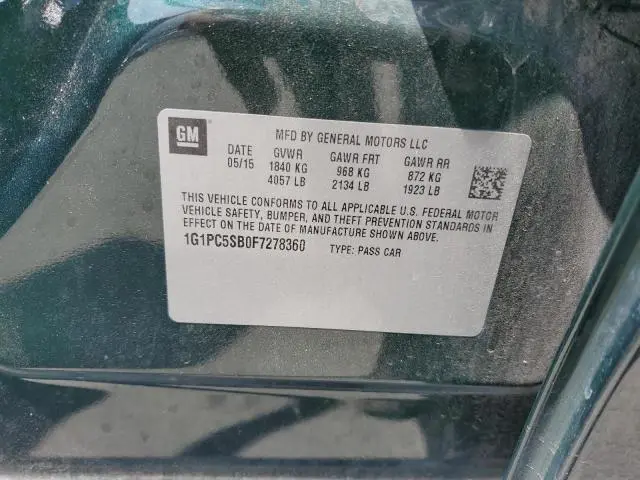 GM
MFD BY GENERAL MOTORS LLC
DATE GVWR GAWR FRT GAWR RR
05/15 1840 KG 968 KG 872 KG
4057 LB 2134 LB 1923 LB
THIS VEHICLE CONFORMS TO ALL APPLICABLE U.S. FEDERAL MOTOR
VEHICLE SAFETY, BUMPER, AND THEFT PREVENTION STANDARDS IN
EFFECT ON THE DATE OF MANUFACTURE SHOWN ABOVE.
1G1PC5SB0F7278360 TYPE: PASS CAR